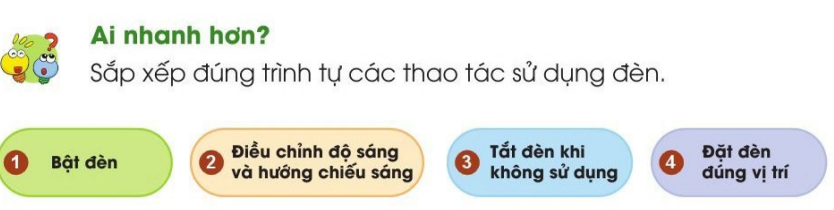 Ai nhanh hơn?
Sắp xếp đúng trình tự các thao tác sử dụng đèn.
1 Bật đèn
2 Điều chỉnh độ sáng
và hướng chiếu sáng
3 Tắt đèn khi
không sử dụng
4 Đặt đèn
đúng vị trí